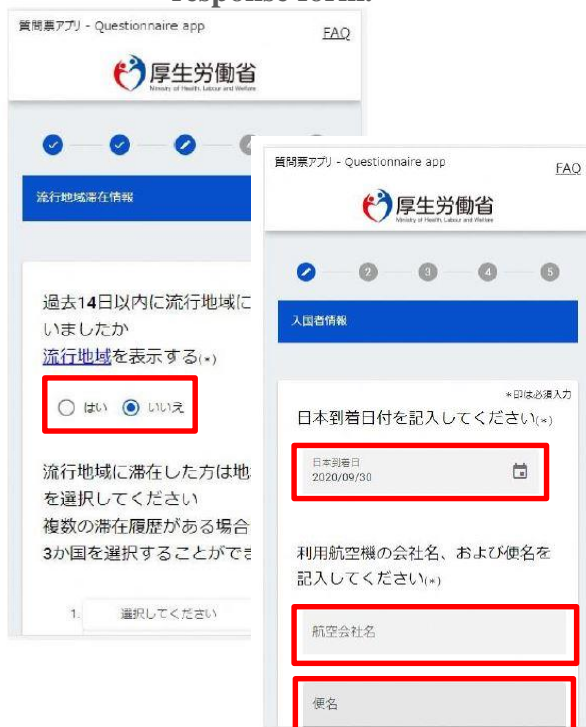 response form.
質問票アプリ - Questionnaire app
FAQ
厚生労働省
Ministry of Health, Labour and Welfare
流行地域滞在情報
過去14日以内に流行地域に
いましたか
流行地域を表示する(*)
はい いいえ
流行地域に滞在した方は地
を選択してください
複数の滞在履歴がある場合
3か国を選択することができ
1. 選択してください
質問票アプリ - Questionnaire app
FAQ
厚生労働省
Ministry of Health, Labour and Welfare
2 3 4 5
入国者情報
*印は必須入力
日本到着日付を記入してください(*)
日本到着日
2020/09/30
利用航空機の会社名、および便名を
記入してください(*)
航空会社名
便名